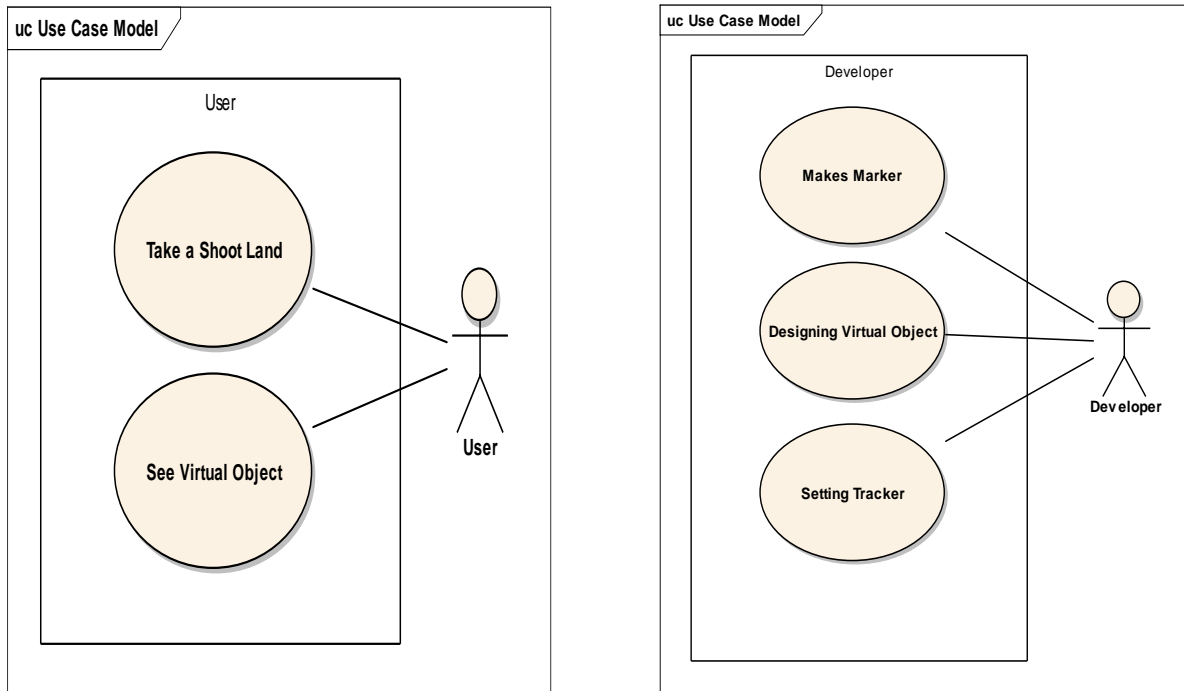 uc Use Case Model
User
Take a Shoot Land
See Virtual Object
User
uc Use Case Model
Developer
Makes Marker
Designing Virtual Object
Setting Tracker
Developer